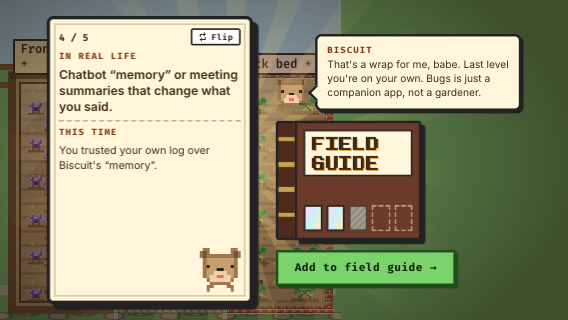 Fron
4 / 5
Flip
IN REAL LIFE
Chatbot “memory” or meeting
summaries that change what
you said.
THIS TIME
You trusted your own log over
Biscuit's “memory”.
ck bed
BISCUIT
That's a wrap for me, babe. Last level
you're on your own. Bugs is just a
companion app, not a gardener.
FIELD
GUIDE
Add to field guide →